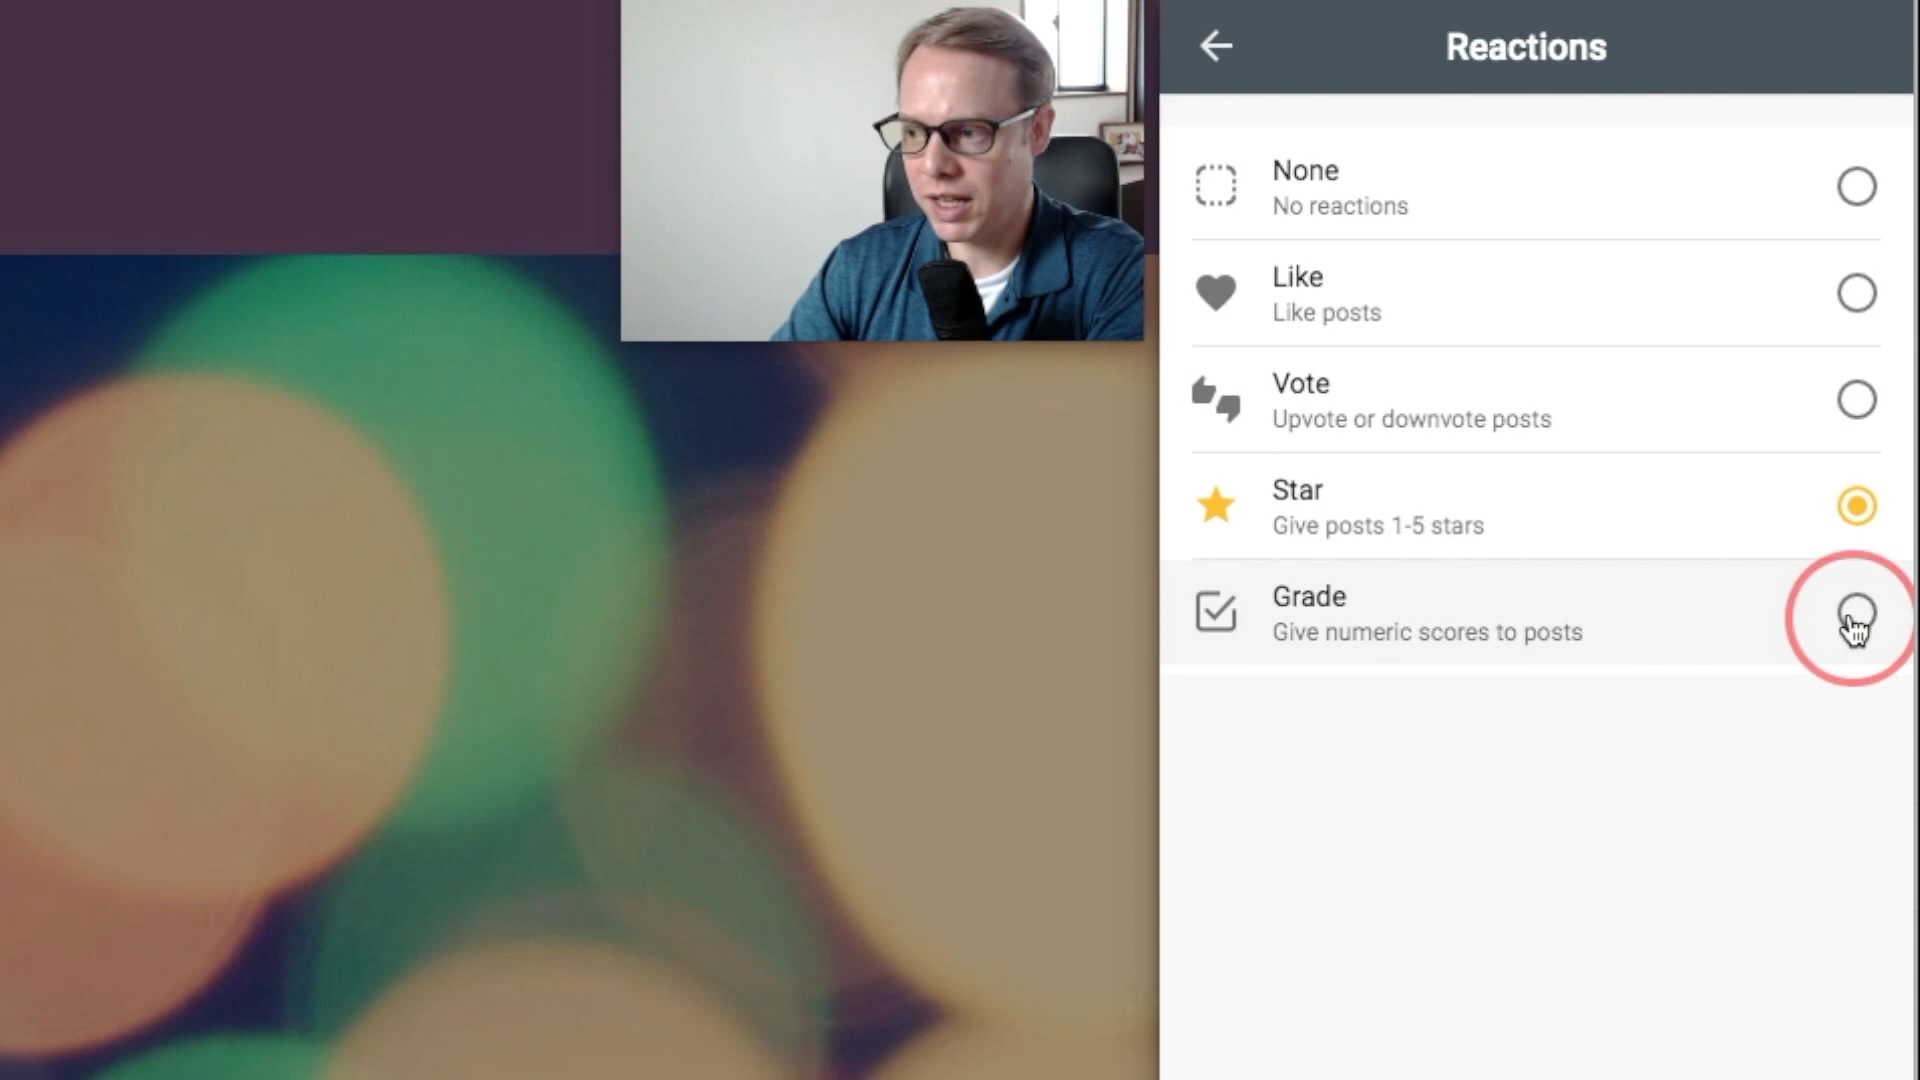 Reactions
None
No reactions
Like
Like posts
Vote
Upvote or downvote posts
Star
Give posts 1-5 stars
Grade
Give numeric scores to posts